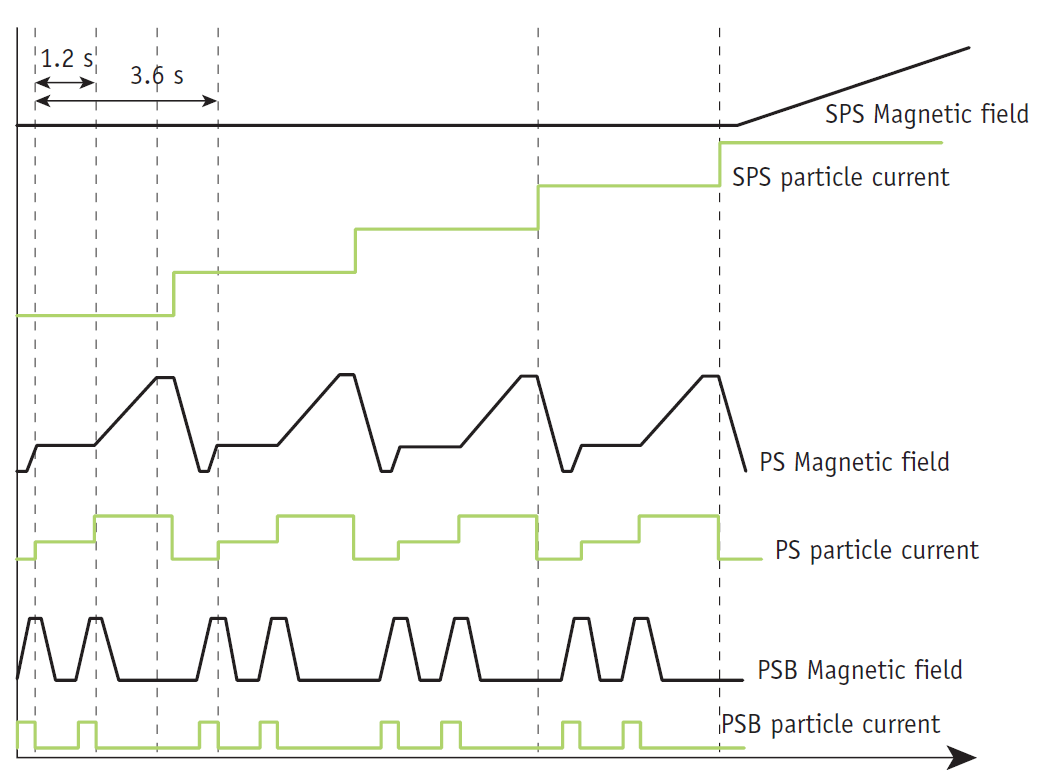 1.2 s
3.6 s
SPS Magnetic field
SPS particle current
PS Magnetic field
PS particle current
PSB Magnetic field
PSB particle current